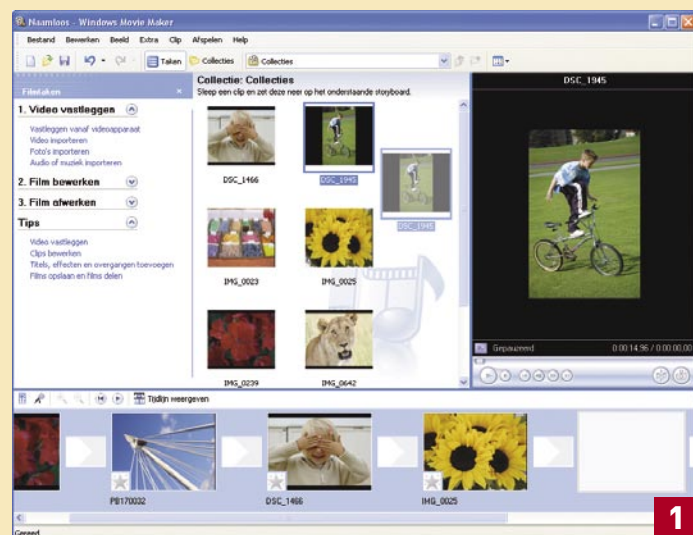 Naamloos - Windows Movie Maker
Bestand Bewerken Beeld Extra Clip Afspelen Help
Taken Collecties Collecties
Filmtaken
1. Video vastleggen
Vastleggen vanaf videoapparaat
Video importeren
Foto's importeren
Audio of muziek importeren
2. Film bewerken
3. Film afwerken
Tips
Video vastleggen
Clips bewerken
Titels, effecten en overgangen toevoegen
Films opslaan en films delen
Collectie: Collecties
Sleep een clip en zet deze neer op het onderstaande storyboard.
DSC_1466 DSC_1945
DSC_1945
IMG_0023 IMG_0025
IMG_0239 IMG_0642
DSC_1945
Gepauzeerd 0:00:14,96 / 0:00:00,00
Tijdlijn weergeven
PB170032 DSC_1466 IMG_0025
Gereed
1